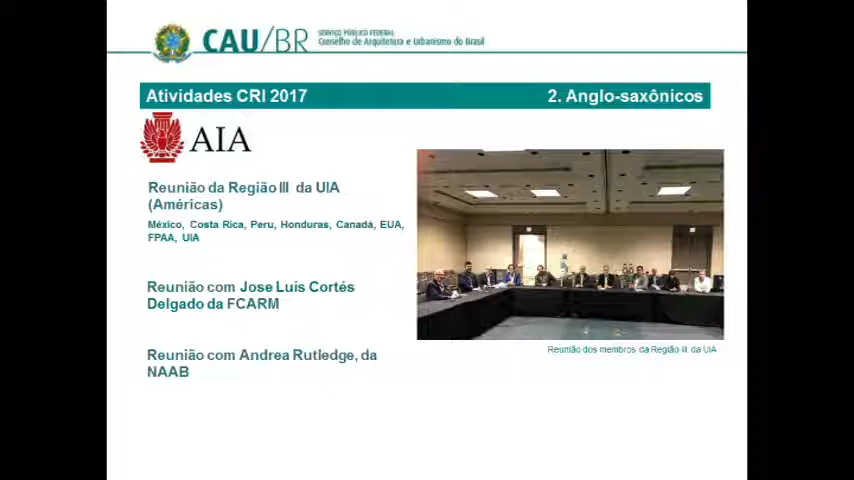 CAU/BR
SERVIÇO PÚBLICO FEDERAL
Conselho de Arquitetura e Urbanismo do Brasil
Atividades CRI 2017
2. Anglo-saxônicos
AIA
Reunião da Região III da UIA
(Américas)
México, Costa Rica, Peru, Honduras, Canadá, EUA,
FPAA, UIA
Reunião com Jose Luís Cortés
Delgado da FCARM
Reunião com Andrea Rutledge, da
NAAB
Reunião dos membros da Região III da UIA